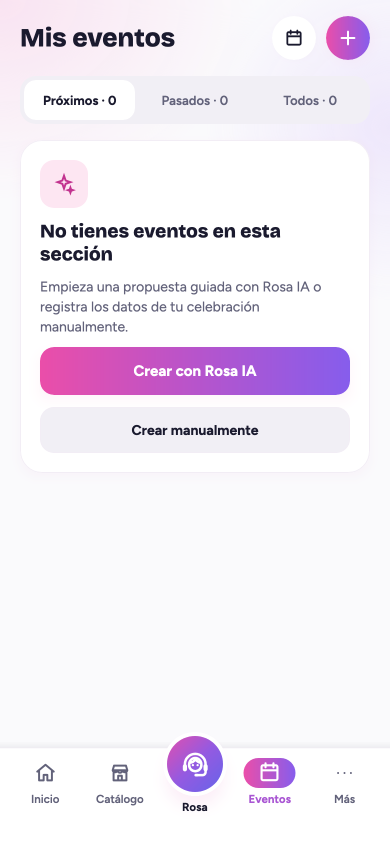 Mis eventos
Próximos · 0
Pasados · 0
Todos · 0
No tienes eventos en esta
sección
Empieza una propuesta guiada con Rosa IA o
registra los datos de tu celebración
manualmente.
Crear con Rosa IA
Crear manualmente
Inicio
Catálogo
Rosa
Eventos
Más